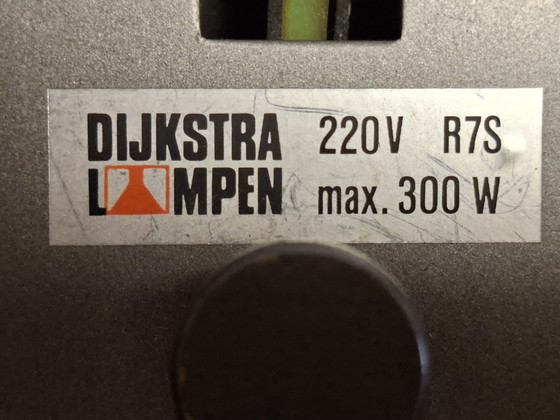 DIJKSTRA 220V R7S
LAMPEN max. 300 W